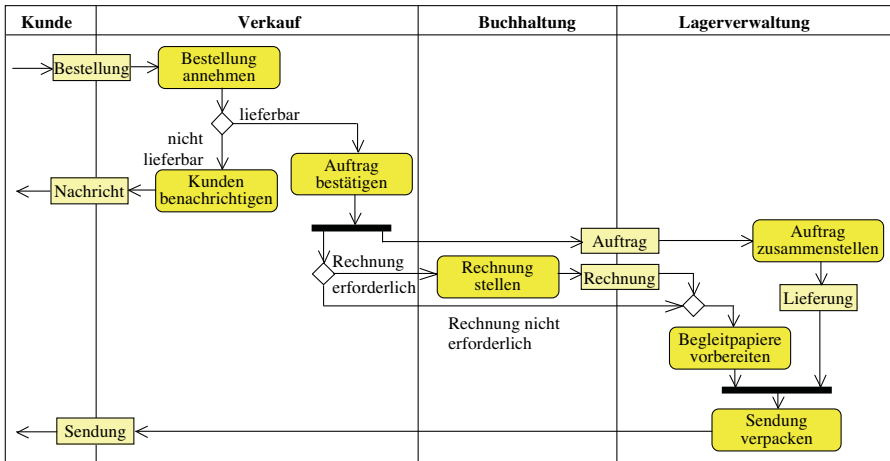 Kunde
Verkauf
Buchhaltung
Lagerverwaltung
Bestellung
Bestellung
annehmen
lieferbar
nicht
lieferbar
Nachricht
Kunden
benachrichtigen
Auftrag
bestätigen
Auftrag
Auftrag
zusammenstellen
Rechnung
erforderlich
Rechnung
stellen
Rechnung
Lieferung
Rechnung nicht
erforderlich
Begleitpapiere
vorbereiten
Sendung
Sendung
verpacken